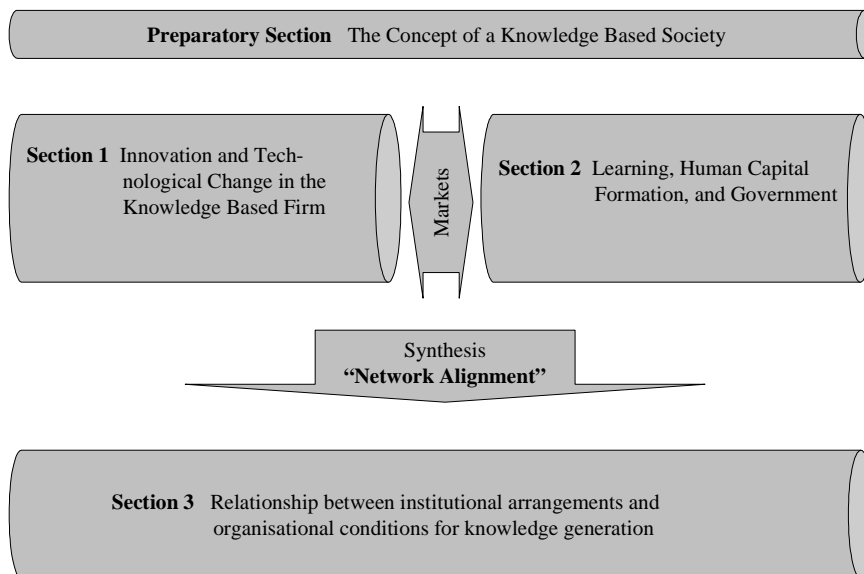 Preparatory Section The Concept of a Knowledge Based Society
Section 1 Innovation and Tech-
nological Change in the
Knowledge Based Firm
Markets
Section 2 Learning, Human Capital
Formation, and Government
Synthesis
“Network Alignment”
Section 3 Relationship between institutional arrangements and
organisational conditions for knowledge generation